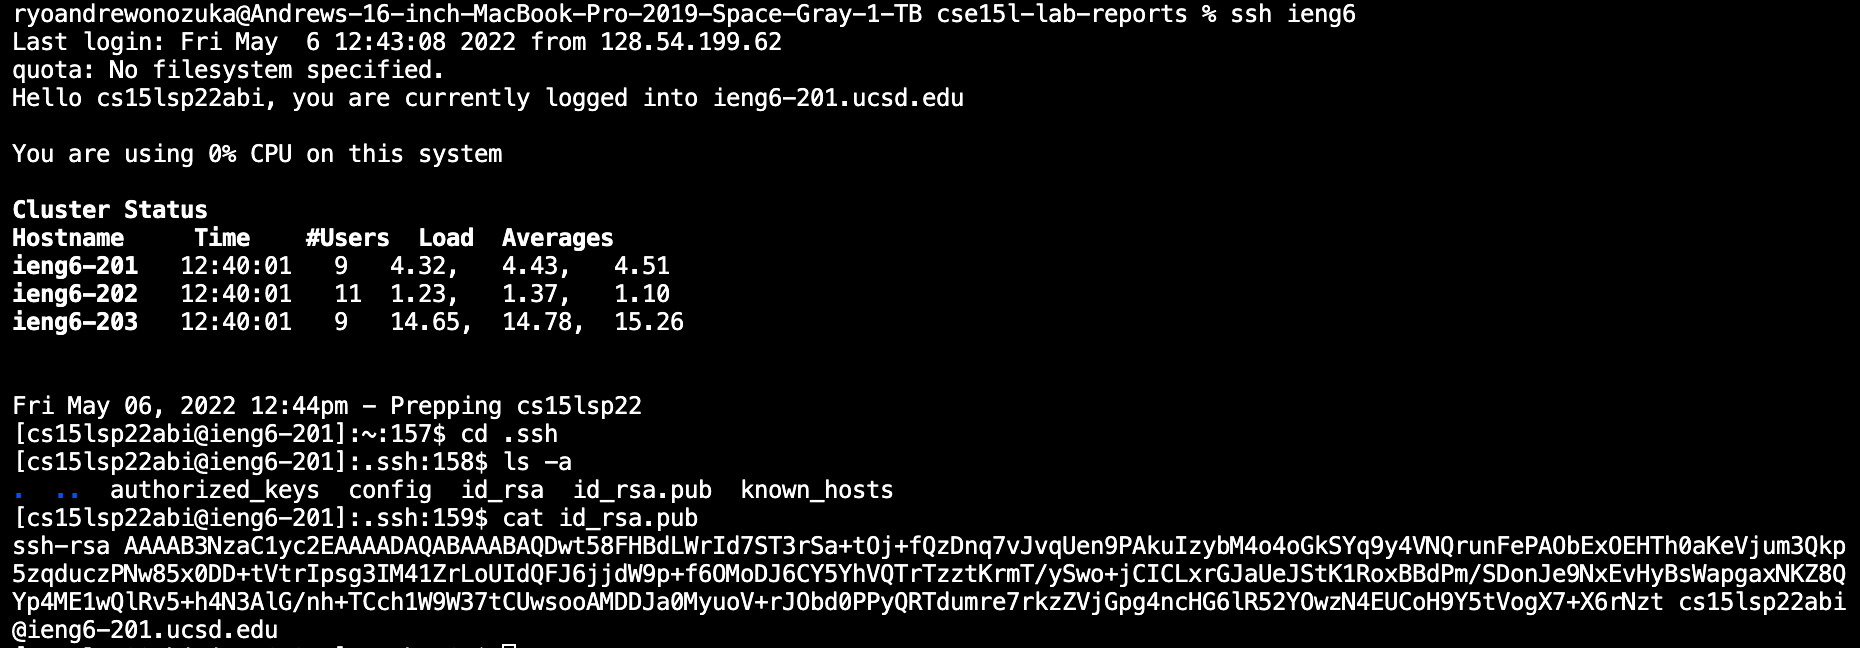 ryoandrewonozuka@Andrews-16-inch-MacBook-Pro-2019-Space-Gray-1-TB cse15l-lab-reports % ssh ieng6
Last login: Fri May  6 12:43:08 2022 from 128.54.199.62
quota: No filesystem specified.
Hello cs15lsp22abi, you are currently logged into ieng6-201.ucsd.edu
You are using 0% CPU on this system
Cluster Status
Hostname     Time    #Users  Load  Averages
ieng6-201   12:40:01   9   4.32,   4.43,   4.51
ieng6-202   12:40:01   11  1.23,   1.37,   1.10
ieng6-203   12:40:01   9   14.65,  14.78,  15.26
Fri May 06, 2022 12:44pm - Prepping cs15lsp22
[cs15lsp22abi@ieng6-201]:~:157$ cd .ssh
[cs15lsp22abi@ieng6-201]:.ssh:158$ ls -a
.  ..  authorized_keys  config  id_rsa  id_rsa.pub  known_hosts
[cs15lsp22abi@ieng6-201]:.ssh:159$ cat id_rsa.pub
ssh-rsa AAAAB3NzaC1yc2EAAAADAQABAAABAQDwt58FHBdLWrId7ST3rSa+tOj+fQzDnq7vJvqUen9PAkuIzybM4o4oGkSYq9y4VNQrunFePAObExOEHTh0aKeVjum3Qkp
5zqduczPNw85x0DD+tVtrIpsg3IM41ZrLoUIdQFJ6jjdW9p+f6OMoDJ6CY5YhVQTrTzztKrmT/ySwo+jCICLxrGJaUeJStK1RoxBBdPm/SDonJe9NxEvHyBsWapgaxNKZ8Q
Yp4ME1wQlRv5+h4N3AlG/nh+TCch1W9W37tCUwsooAMDDJa0MyuoV+rJObd0PPyQRTdumre7rkzZVjGpg4ncHG6lR52YOwzN4EUCoH9Y5tVogX7+X6rNzt cs15lsp22abi
@ieng6-201.ucsd.edu